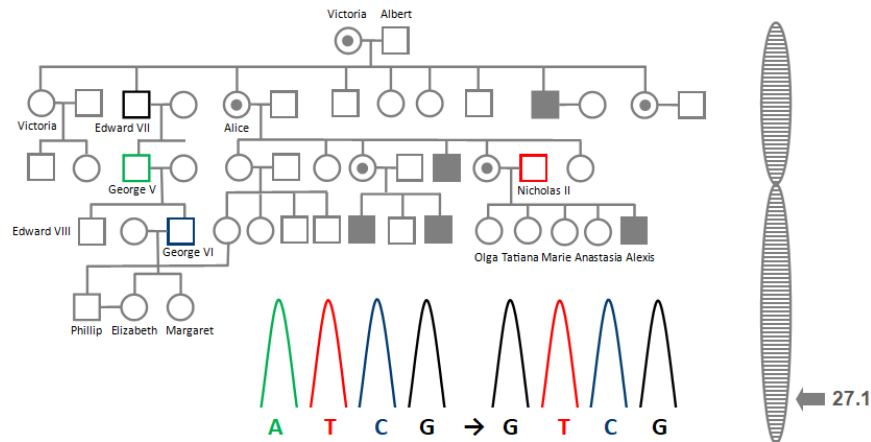 Victoria Albert
Victoria Edward VII Alice
George V Nicholas II
Edward VIII George VI Olga Tatiana Marie Anastasia Alexis
Phillip Elizabeth Margaret
27.1
A T C G → G T C G